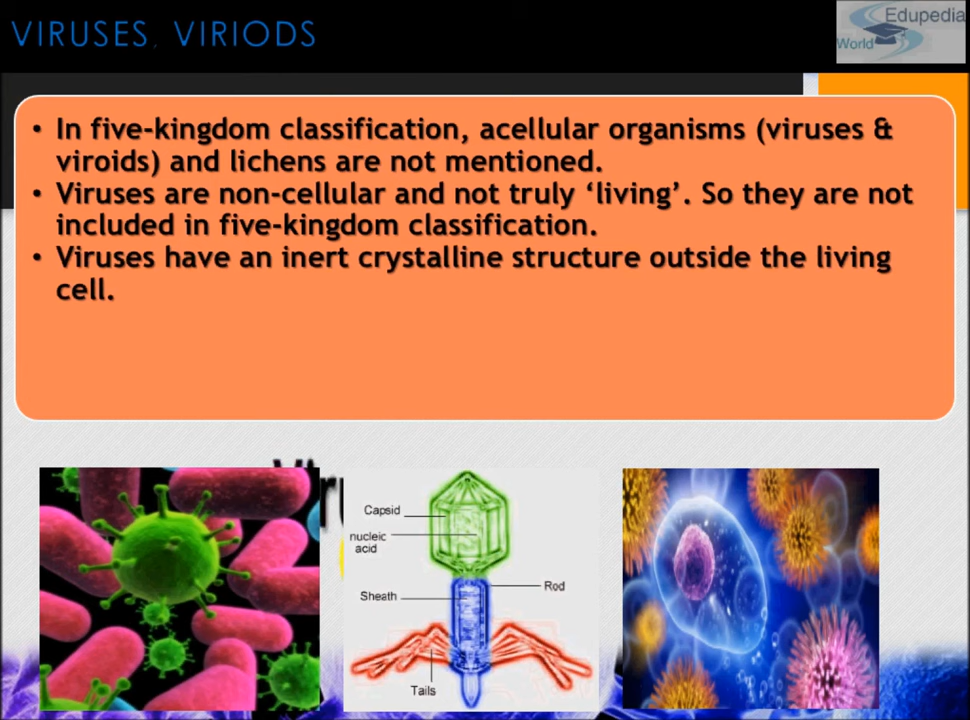 VIRUSES, VIRIODS
Edupedia
World
• In five-kingdom classification, acellular organisms (viruses &
viroids) and lichens are not mentioned.
• Viruses are non-cellular and not truly ‘living’. So they are not
included in five-kingdom classification.
• Viruses have an inert crystalline structure outside the living
cell.
Capsid
nucleic
acid
Sheath
Rod
Tails